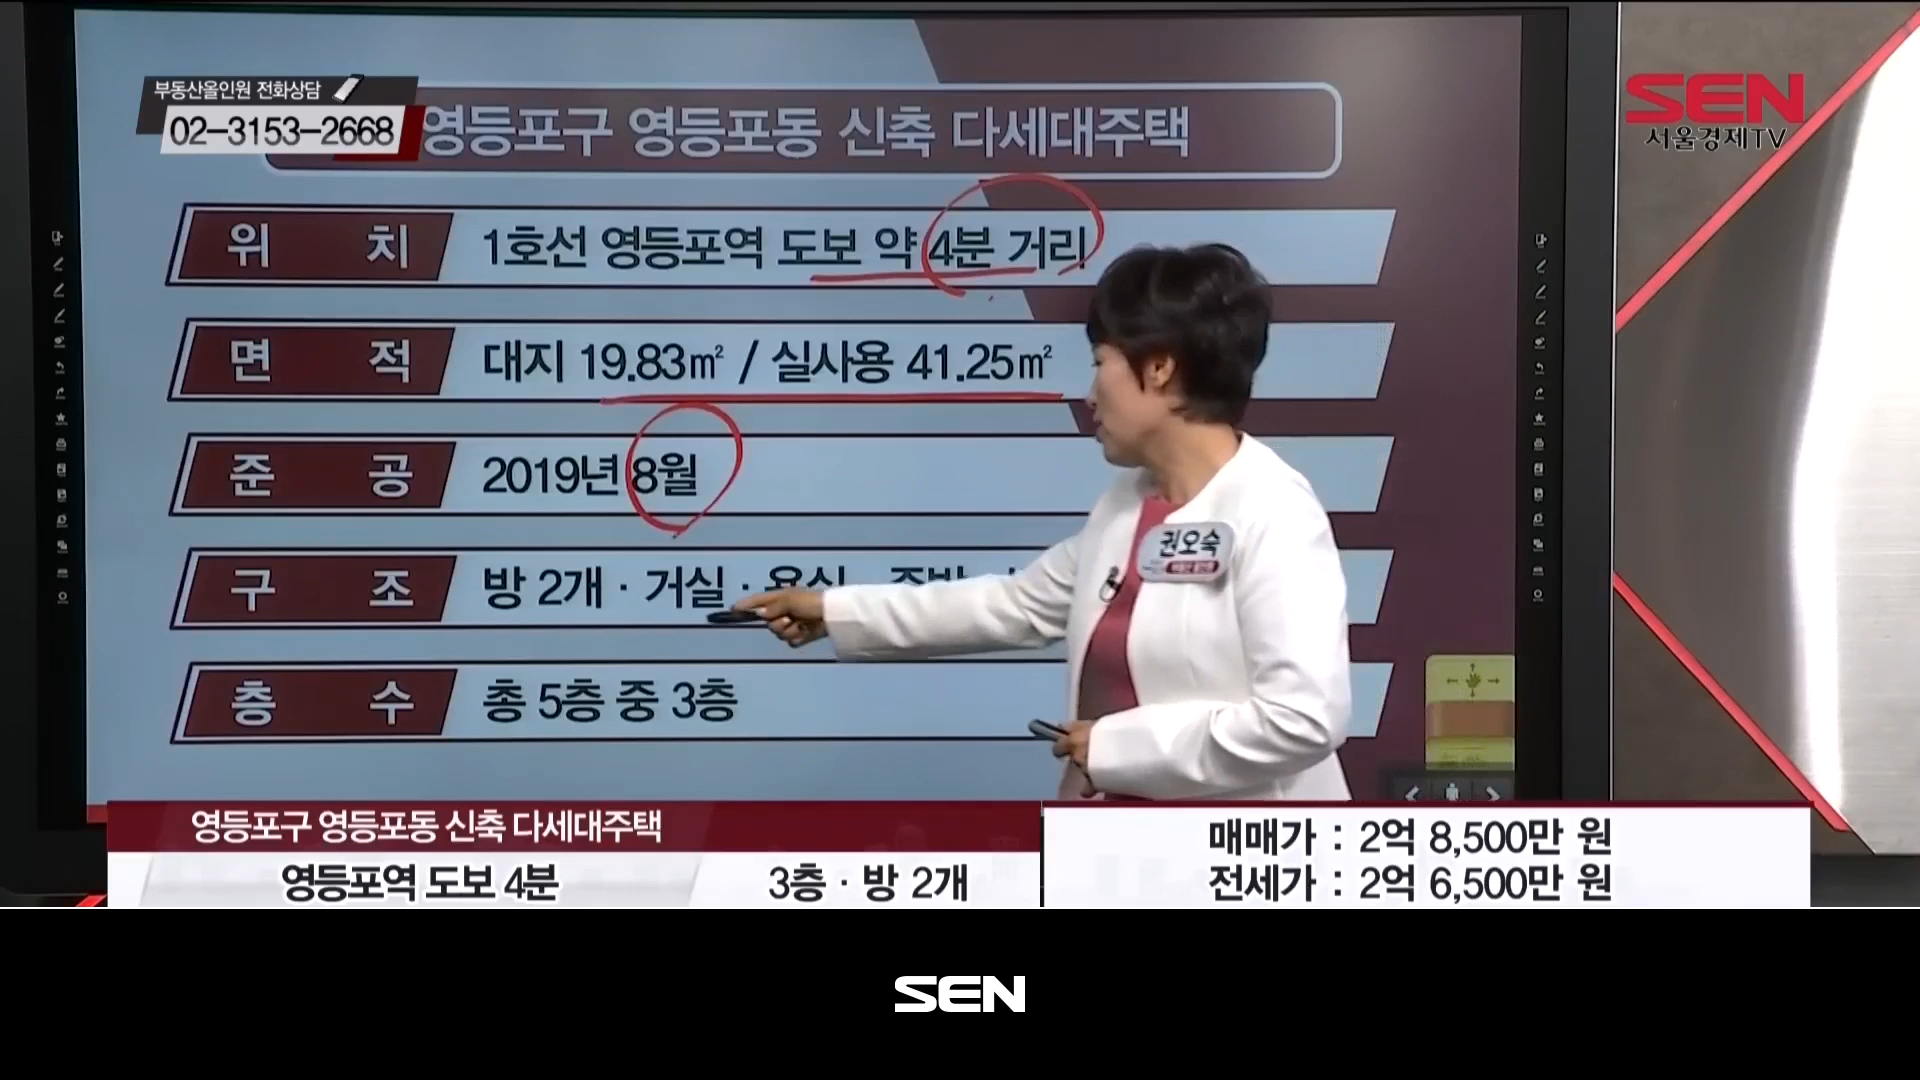 부동산올인원 전화상담
02-3153-2668
영등포구 영등포동 신축 다세대주택
SEN
서울경제TV
위 치
1호선 영등포역 도보 약 4분 거리
면 적
대지 19.83㎡ / 실사용 41.25㎡
준 공
2019년 8월
구 조
방 2개 · 거실 ·
층 수
총 5층 중 3층
권오숙
영등포구 영등포동 신축 다세대주택
영등포역 도보 4분
3층 · 방 2개
매매가 : 2억 8,500만 원
전세가 : 2억 6,500만 원
SEN